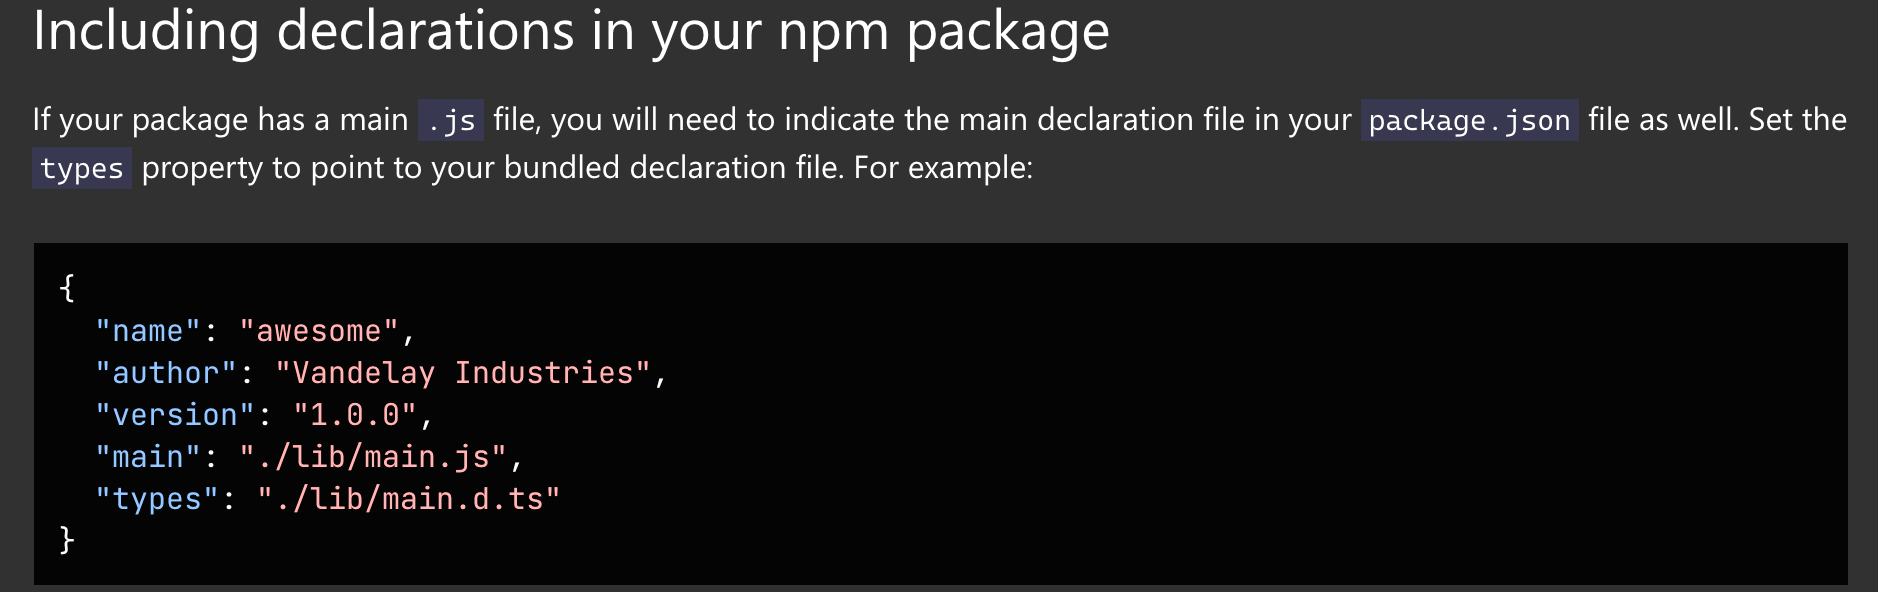 Including declarations in your npm package
If your package has a main .js file, you will need to indicate the main declaration file in your package.json file as well. Set the
types property to point to your bundled declaration file. For example:
{
  "name": "awesome",
  "author": "Vandelay Industries",
  "version": "1.0.0",
  "main": "./lib/main.js",
  "types": "./lib/main.d.ts"
}